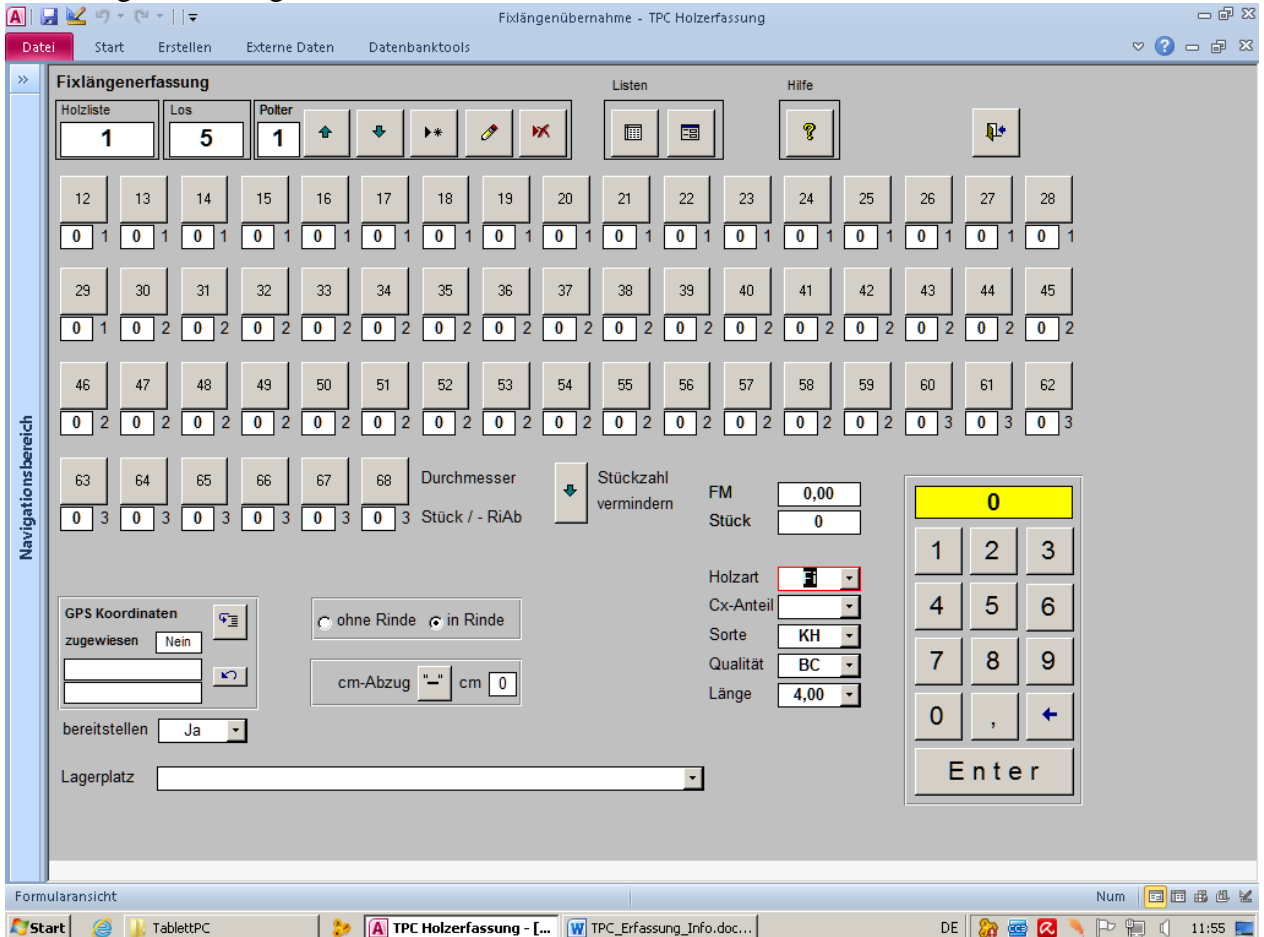 Fixlängenübernahme - TPC Holzerfassung
Datei Start Erstellen Externe Daten Datenbanktools
Fixlängenerfassung
Listen Hilfe
Holzliste Los Polter
1 5 1
12 13 14 15 16 17 18 19 20 21 22 23 24 25 26 27 28
0 1 0 1 0 1 0 1 0 1 0 1 0 1 0 1 0 1 0 1 0 1 0 1 0 1 0 1 0 1 0 1 0 1
29 30 31 32 33 34 35 36 37 38 39 40 41 42 43 44 45
0 1 0 2 0 2 0 2 0 2 0 2 0 2 0 2 0 2 0 2 0 2 0 2 0 2 0 2 0 2 0 2 0 2
46 47 48 49 50 51 52 53 54 55 56 57 58 59 60 61 62
0 2 0 2 0 2 0 2 0 2 0 2 0 2 0 2 0 2 0 2 0 2 0 2 0 2 0 2 0 3 0 3 0 3
63 64 65 66 67 68 Durchmesser
0 3 0 3 0 3 0 3 0 3 0 3 Stück / - RiAb
Stückzahl
vermindern
FM 0,00
Stück 0
Holzart Fi
Cx-Anteil
Sorte KH
Qualität BC
Länge 4,00
0
1 2 3
4 5 6
7 8 9
0 ,
Enter
GPS Koordinaten
zugewiesen Nein
ohne Rinde in Rinde
cm-Abzug "–" cm 0
bereitstellen Ja
Lagerplatz
Navigationsbereich
Formularansicht Num
Start TablettPC TPC Holzerfassung - [... TPC_Erfassung_Info.doc... DE 11:55